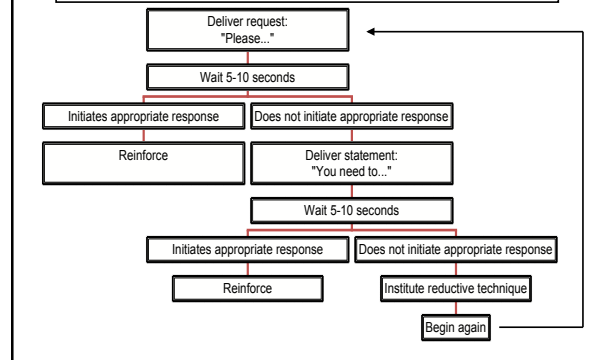 Deliver request:
"Please..."
Wait 5-10 seconds
Initiates appropriate response
Does not initiate appropriate response
Reinforce
Deliver statement:
"You need to..."
Wait 5-10 seconds
Initiates appropriate response
Does not initiate appropriate response
Reinforce
Institute reductive technique
Begin again